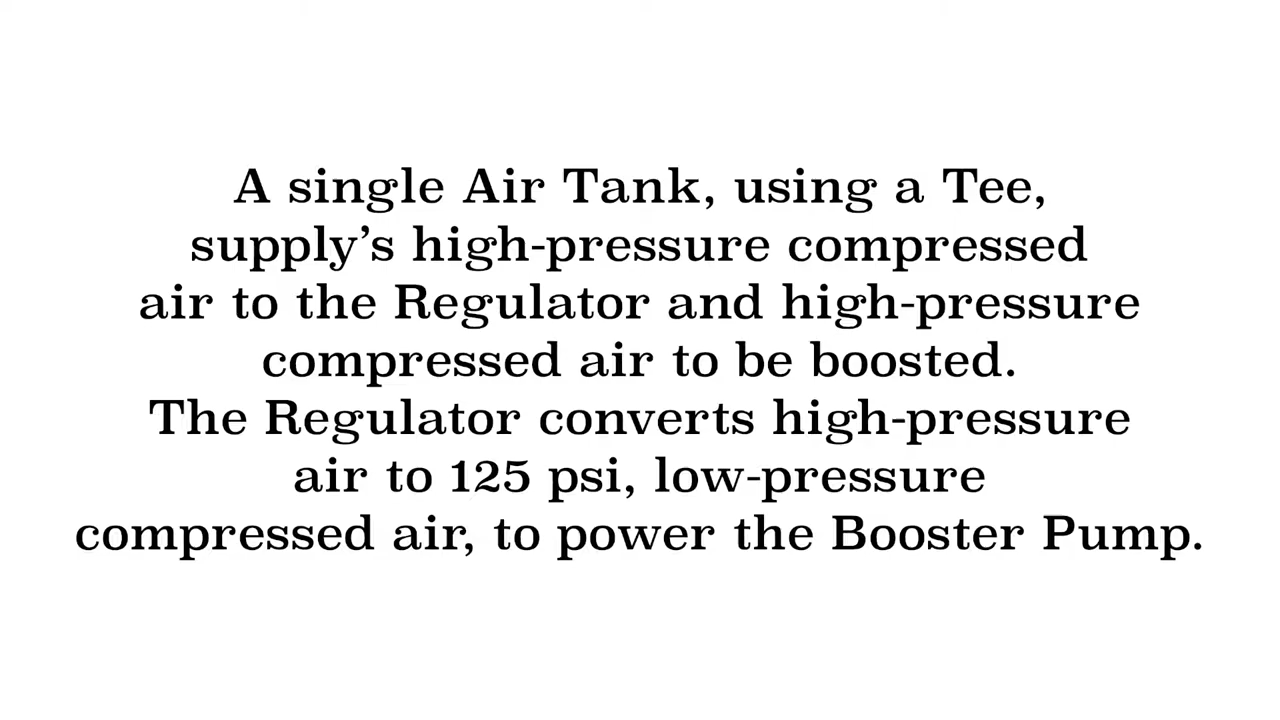 A single Air Tank, using a Tee,
supply’s high-pressure compressed
air to the Regulator and high-pressure
compressed air to be boosted.
The Regulator converts high-pressure
air to 125 psi, low-pressure
compressed air, to power the Booster Pump.